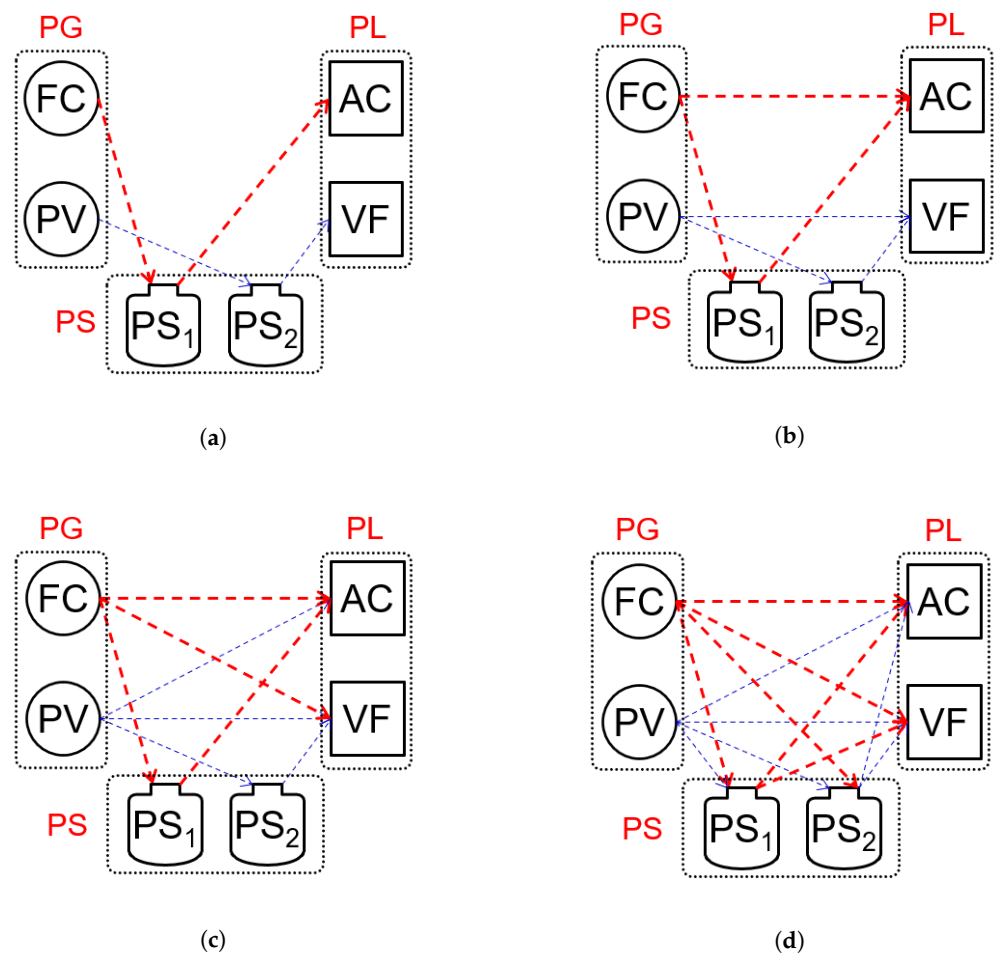 PG PL
FC AC
PV VF
PS PS₁ PS₂
(a)
PG PL
FC AC
PV VF
PS PS₁ PS₂
(b)
PG PL
FC AC
PV VF
PS PS₁ PS₂
(c)
PG PL
FC AC
PV VF
PS PS₁ PS₂
(d)